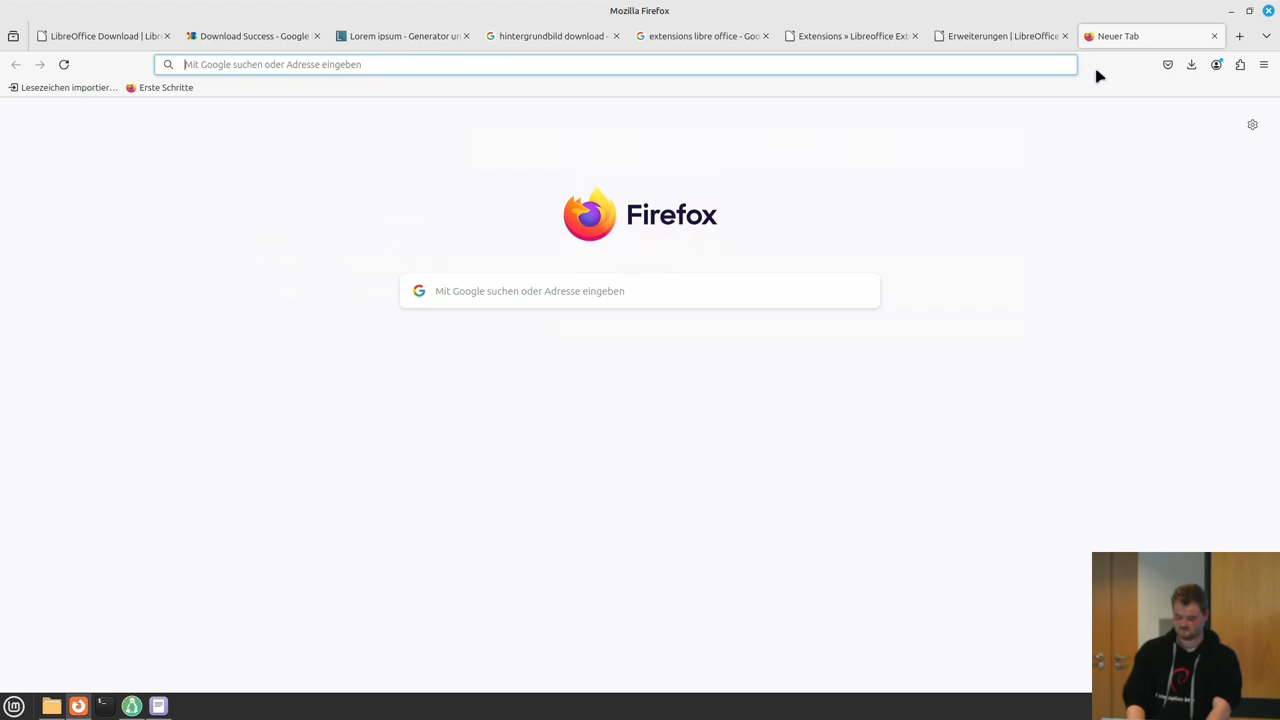 Mozilla Firefox
LibreOffice Download | Libr
Download Success - Google
Lorem ipsum - Generator un
hintergrundbild download -
extensions libre office - Goo
Extensions » Libreoffice Ext
Erweiterungen | LibreOffice
Neuer Tab
Mit Google suchen oder Adresse eingeben
Lesezeichen importier…
Erste Schritte
Firefox
Mit Google suchen oder Adresse eingeben